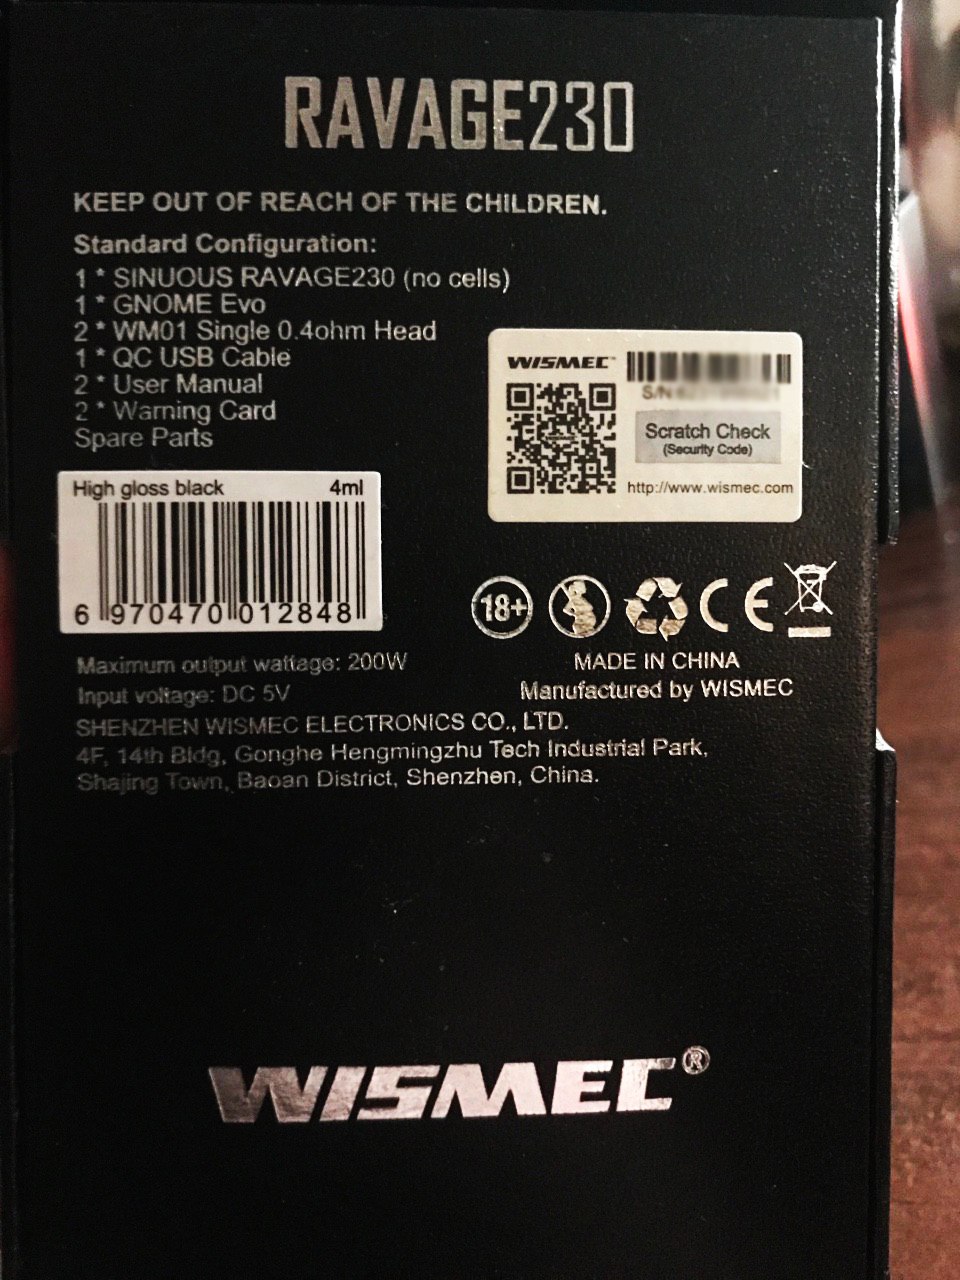 RAVAGE230
KEEP OUT OF REACH OF THE CHILDREN.
Standard Configuration:
1 * SINUOUS RAVAGE230 (no cells)
1 * GNOME Evo
2 * WM01 Single 0.4ohm Head
1 * QC USB Cable
2 * User Manual
2 * Warning Card
Spare Parts
WISMEC™
S/N
Scratch Check
(Security Code)
http://www.wismec.com
High gloss black 4ml
6 970470 012848
18+
CE
Maximum output wattage: 200W
Input voltage: DC 5V
MADE IN CHINA
Manufactured by WISMEC
SHENZHEN WISMEC ELECTRONICS CO., LTD.
4F, 14th Bldg, Gonghe Hengmingzhu Tech Industrial Park,
Shajing Town, Baoan District, Shenzhen, China.
WISMEC®